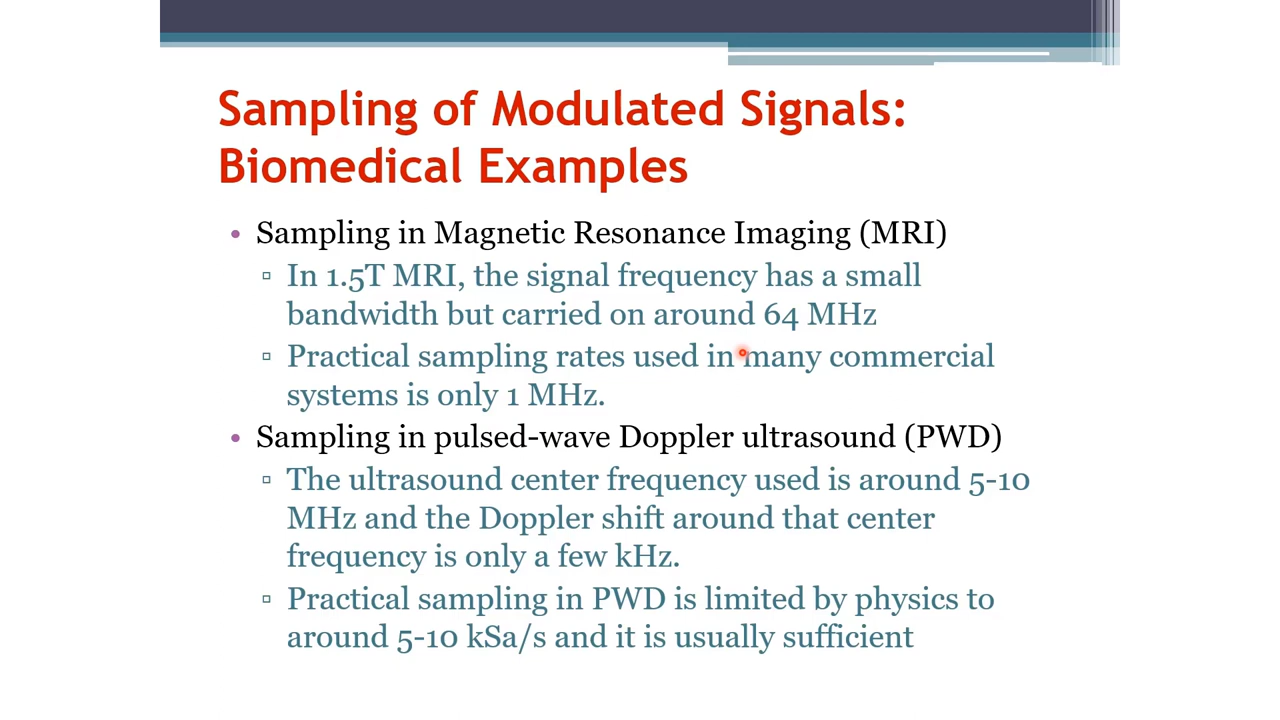 Sampling of Modulated Signals:
Biomedical Examples
• Sampling in Magnetic Resonance Imaging (MRI)
▫ In 1.5T MRI, the signal frequency has a small
bandwidth but carried on around 64 MHz
▫ Practical sampling rates used in many commercial
systems is only 1 MHz.
• Sampling in pulsed-wave Doppler ultrasound (PWD)
▫ The ultrasound center frequency used is around 5-10
MHz and the Doppler shift around that center
frequency is only a few kHz.
▫ Practical sampling in PWD is limited by physics to
around 5-10 kSa/s and it is usually sufficient